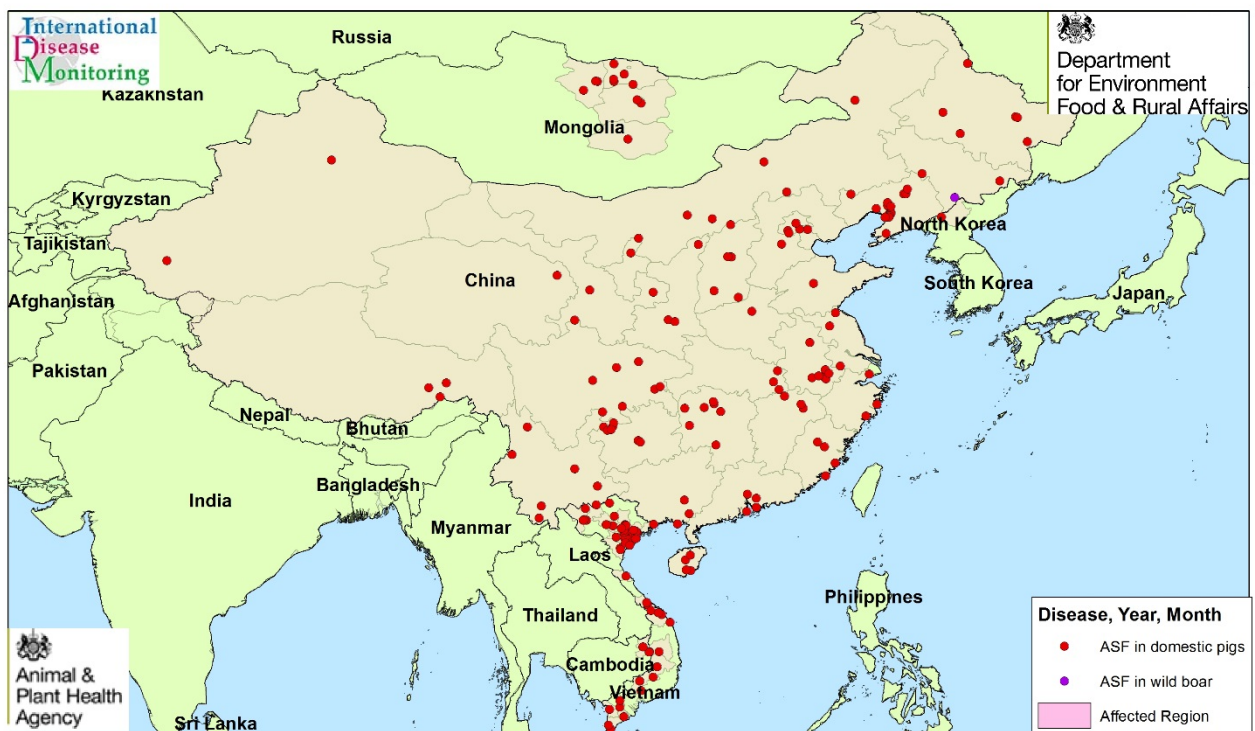 International
Disease
Monitoring
Russia
Department
for Environment
Food & Rural Affairs
Kazakhstan
Mongolia
Kyrgyzstan
Tajikistan
North Korea
China
South Korea
Japan
Afghanistan
Pakistan
Nepal
Bhutan
Bangladesh
India
Myanmar
Laos
Thailand
Philippines
Cambodia
Vietnam
Sri Lanka
Animal &
Plant Health
Agency
Disease, Year, Month
ASF in domestic pigs
ASF in wild boar
Affected Region